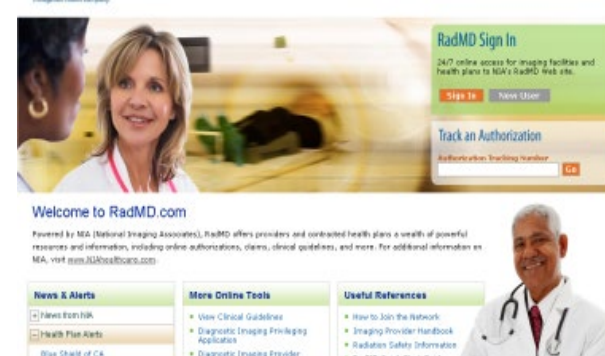 RadMD Sign In
24/7 online access for imaging facilities and
health plans to NIA's RadMD Web site.
Sign In New User
Track an Authorization
Authorization Tracking Number
Go
Welcome to RadMD.com
Powered by NIA (National Imaging Associates), RadMD offers providers and contracted health plans a wealth of powerful
resources and information, including online authorizations, claims, clinical guidelines, and more. For additional information on
NIA, visit www.NIAhealthcare.com.
News & Alerts
News from NIA
Health Plan Alerts
Blue Shield of CA
More Online Tools
View Clinical Guidelines
Diagnostic Imaging Privileging
Application
Diagnostic Imaging Provider
Useful References
How to Join the Network
Imaging Provider Handbook
Radiation Safety Information